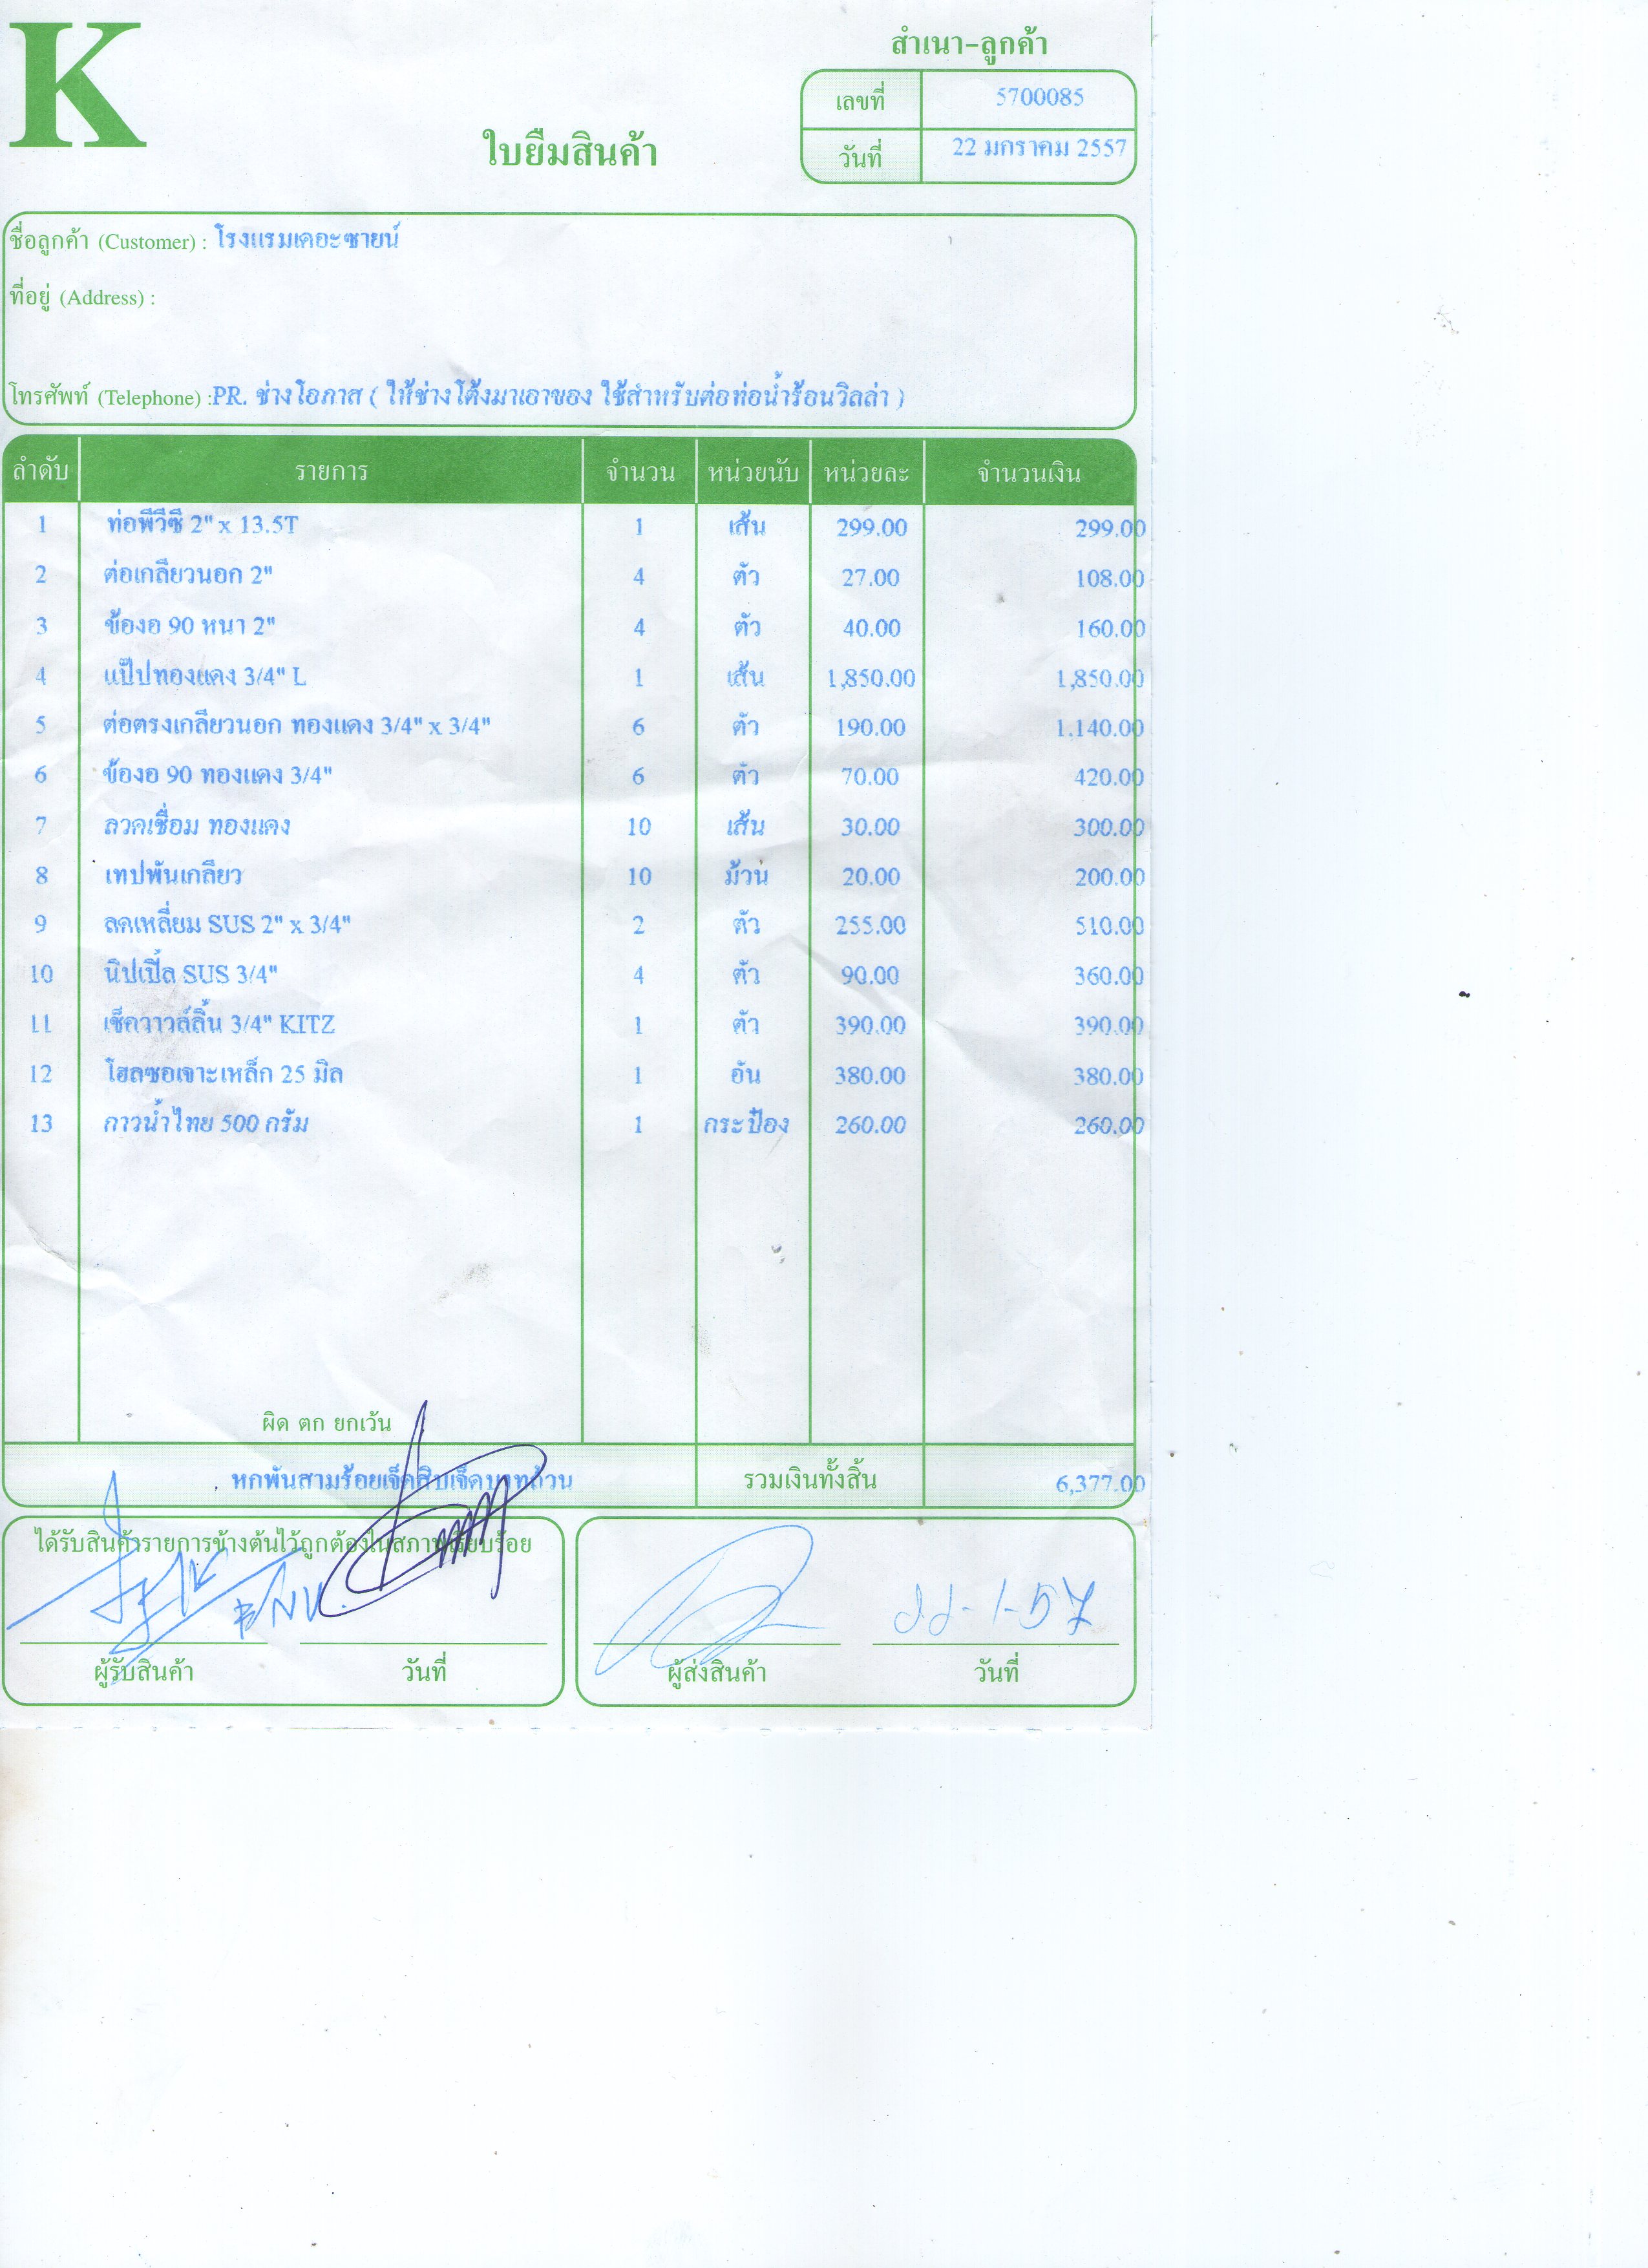 K
สำเนา-ลูกค้า
เลขที่ 5700085
ใบยืมสินค้า
วันที่ 22 มกราคม 2557
ชื่อลูกค้า (Customer) : โรงแรมเคอะซายน์
ที่อยู่ (Address) :
โทรศัพท์ (Telephone) :PR. ช่างโอภาส ( ให้ช่างโต้งมาเอาของ ใช้สำหรับต่อท่อน้ำร้อนวิลล่า )
ลำดับ รายการ จำนวน หน่วยนับ หน่วยละ จำนวนเงิน
1 ท่อพีวีซี 2" x 13.5T 1 เส้น 299.00 299.00
2 ต่อเกลียวนอก 2" 4 ตัว 27.00 108.00
3 ข้องอ 90 หนา 2" 4 ตัว 40.00 160.00
4 แป๊ปทองแดง 3/4" L 1 เส้น 1,850.00 1,850.00
5 ต่อตรงเกลียวนอก ทองแดง 3/4" x 3/4" 6 ตัว 190.00 1,140.00
6 ข้องอ 90 ทองแดง 3/4" 6 ตัว 70.00 420.00
7 ลวดเชื่อม ทองแดง 10 เส้น 30.00 300.00
8 เทปพันเกลียว 10 ม้วน 20.00 200.00
9 ลดเหลี่ยม SUS 2" x 3/4" 2 ตัว 255.00 510.00
10 นิปเปิ้ล SUS 3/4" 4 ตัว 90.00 360.00
11 เช็ควาวล์ลิ้น 3/4" KITZ 1 ตัว 390.00 390.00
12 โฮลซอเจาะเหล็ก 25 มิล 1 อัน 380.00 380.00
13 กาวน้ำไทย 500 กรัม 1 กระป๋อง 260.00 260.00
ผิด ตก ยกเว้น
หกพันสามร้อยเจ็ดสิบเจ็ดบาทถ้วน รวมเงินทั้งสิ้น 6,377.00
ได้รับสินค้ารายการข้างต้นไว้ถูกต้องในสภาพเรียบร้อย
22-1-57
ผู้รับสินค้า วันที่ ผู้ส่งสินค้า วันที่